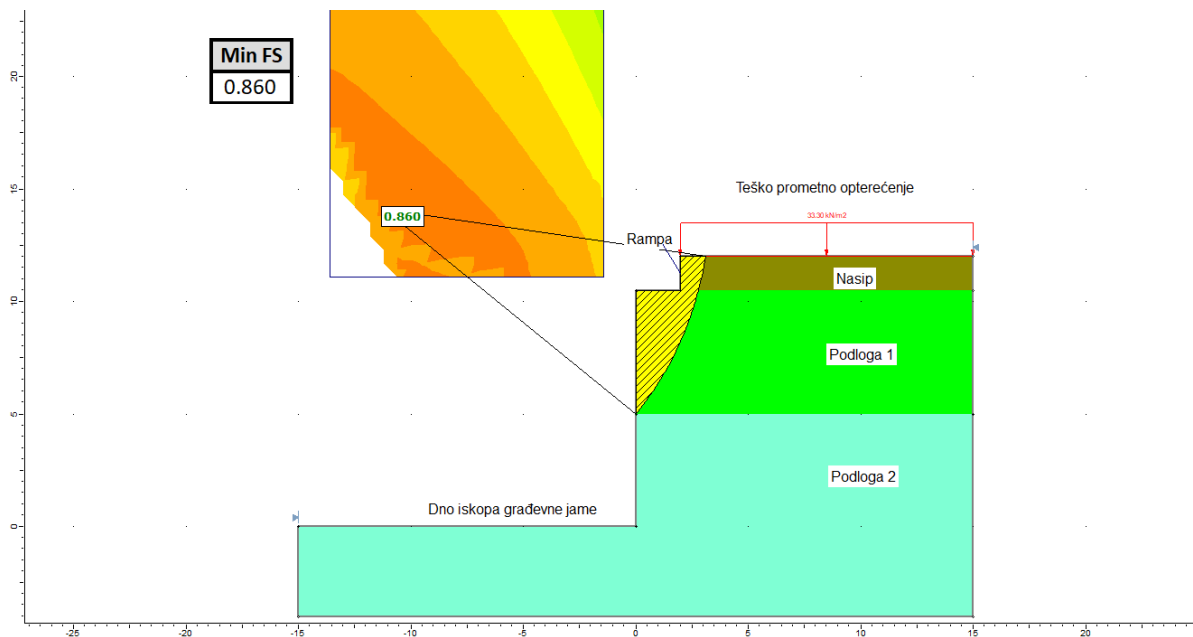 Min FS
0.860
20
15
10
5
0
0.860
Teško prometno opterećenje
33.30 kN/m2
Rampa
Nasip
Podloga 1
Podloga 2
Dno iskopa građevne jame
-25
-20
-15
-10
-5
0
5
10
15
20